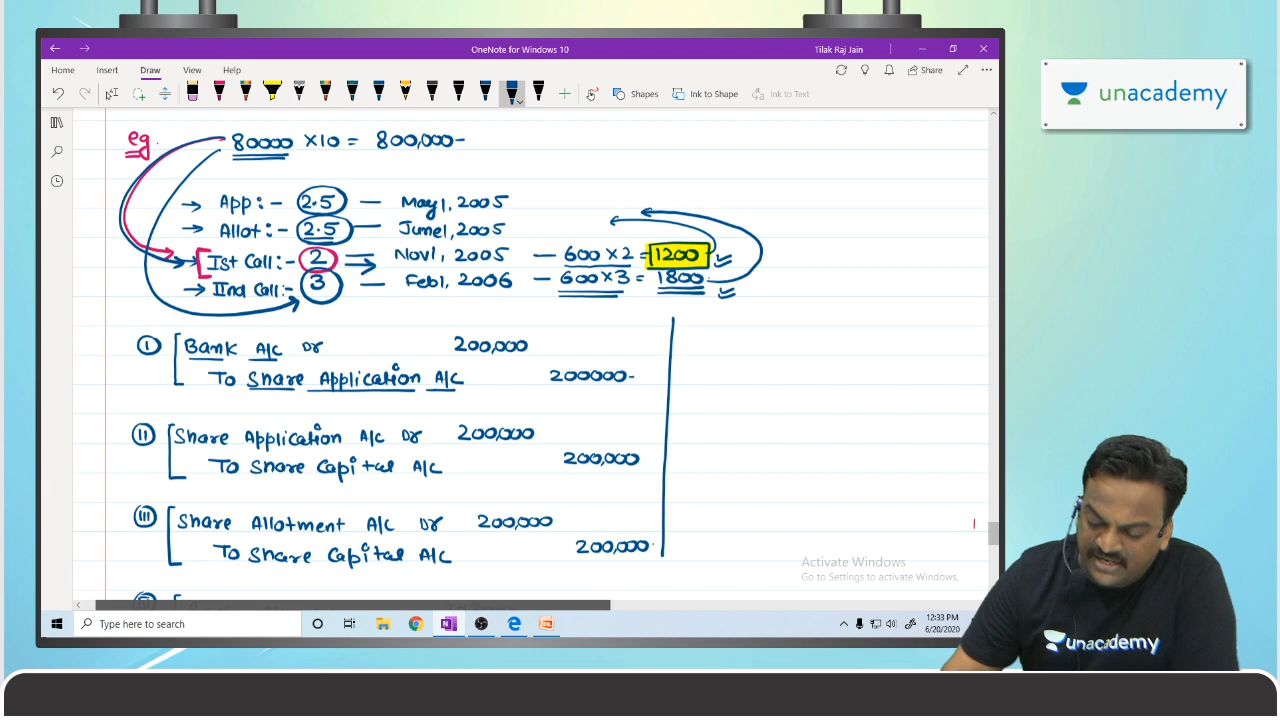 OneNote for Windows 10
Tilak Raj Jain
Home Insert Draw View Help
Share
Shapes Ink to Shape Ink to Text
unacademy
eg. 80000 × 10 = 800,000-
→ App:- 2.5 — May1, 2005
→ Allot:- 2.5 — June1, 2005
→ Ist Call:- 2 — Nov1, 2005 — 600 × 2 = 1200
→ IInd Call:- 3 — Feb1, 2006 — 600 × 3 = 1800
I Bank A/C Dr 200,000
To Share Application A/C 200000-
II Share Application A/C Dr 200,000
To Share Capital A/C 200,000
III Share Allotment A/C Dr 200,000
To Share Capital A/C 200,000
Activate Windows
Go to Settings to activate Windows.
Type here to search
12:33 PM
6/20/2020
unacademy